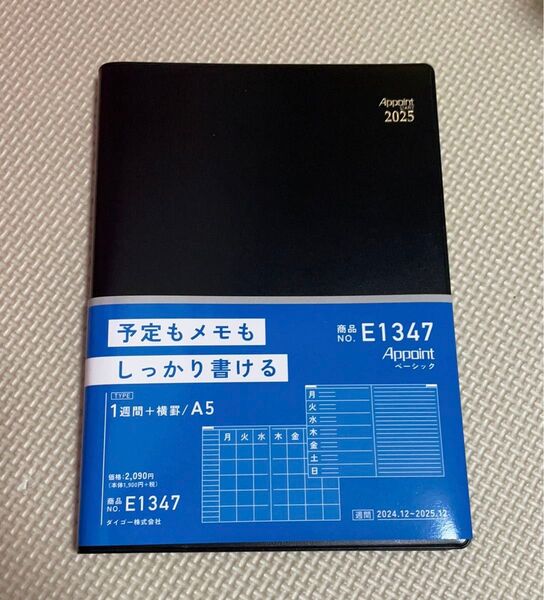 Appoint
DIARY
2025
予定もメモも
しっかり書ける
商品
NO. E1347
Appoint
ベーシック
TYPE
1週間+横罫/A5
月 火 水 木 金
月
火
水
木
金
土
日
価格:2,090円
(本体1,900円+税)
商品
NO. E1347
ダイゴー株式会社
週間 2024.12~2025.12